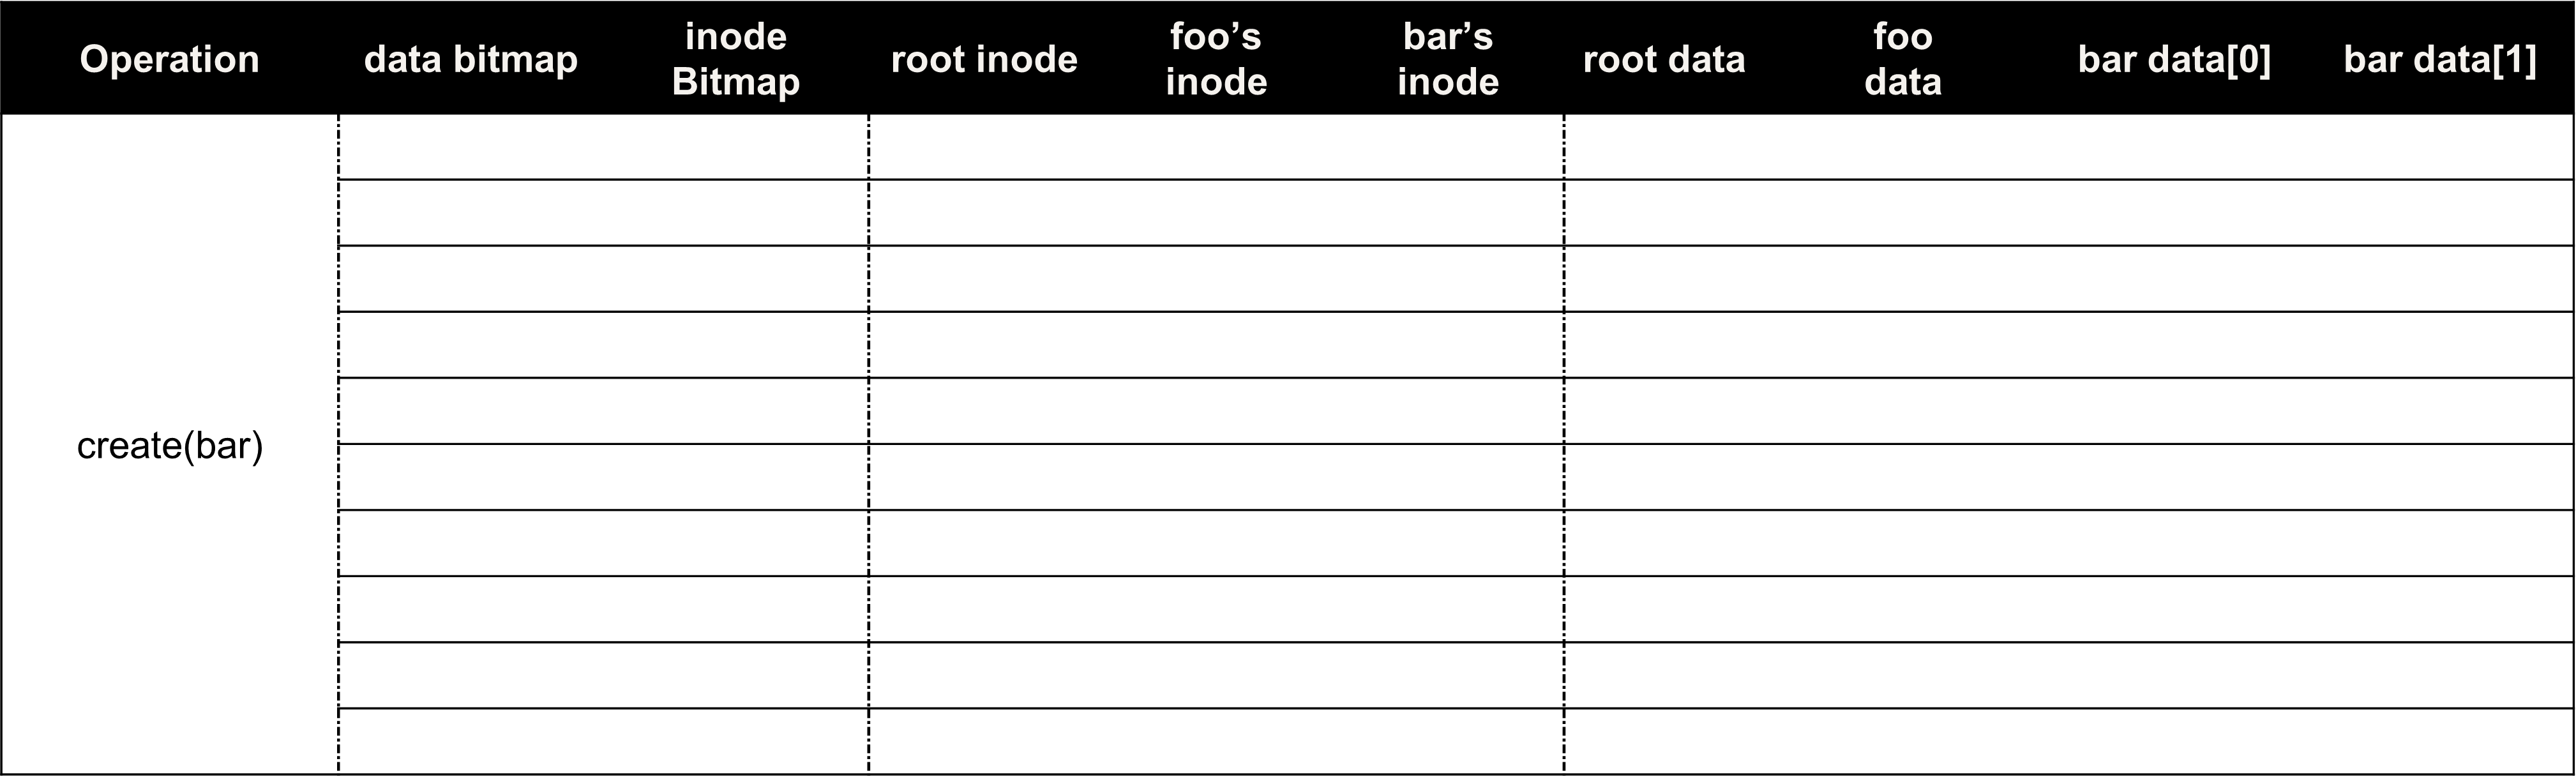 Operation
data bitmap
inode
Bitmap
root inode
foo’s
inode
bar’s
inode
root data
foo
data
bar data[0]
bar data[1]
create(bar)